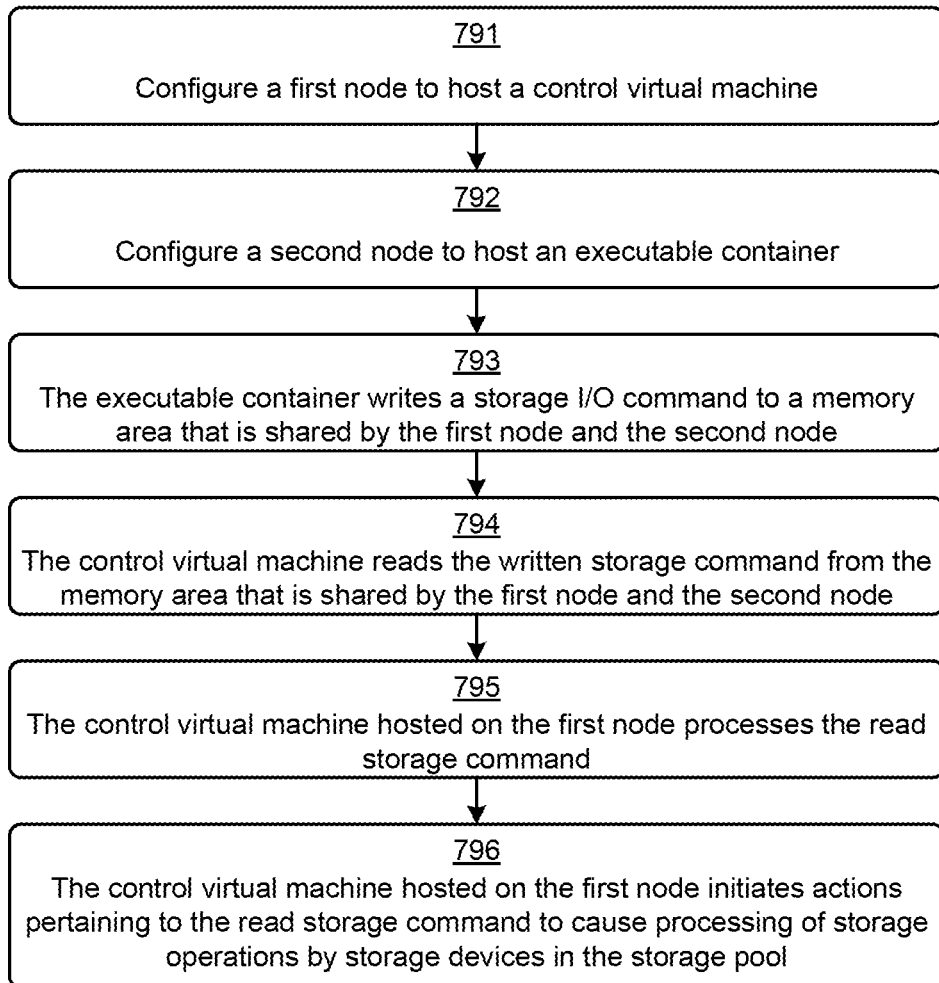 791
Configure a first node to host a control virtual machine
792
Configure a second node to host an executable container
793
The executable container writes a storage I/O command to a memory
area that is shared by the first node and the second node
794
The control virtual machine reads the written storage command from the
memory area that is shared by the first node and the second node
795
The control virtual machine hosted on the first node processes the read
storage command
796
The control virtual machine hosted on the first node initiates actions
pertaining to the read storage command to cause processing of storage
operations by storage devices in the storage pool